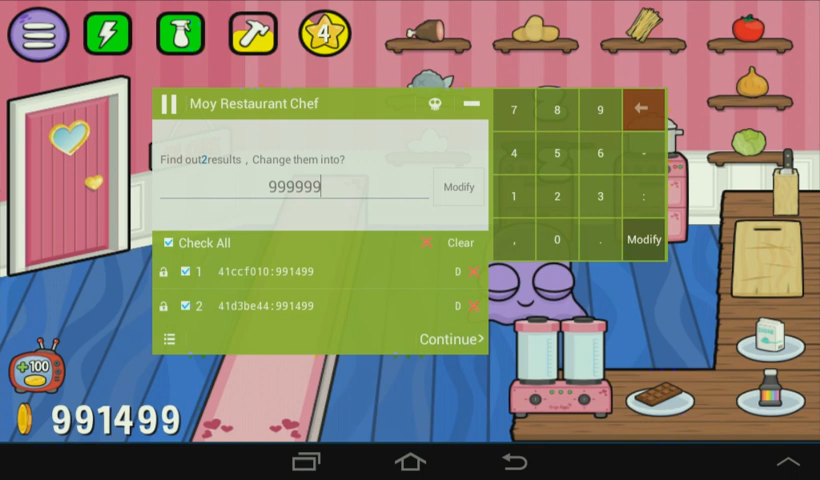 4
Moy Restaurant Chef
Find out2results , Change them into?
999999
Modify
Check All
Clear
1 41ccf010:991499 D
2 41d3be44:991499 D
Continue>
7 8 9 ←
4 5 6 -
1 2 3 :
, 0 . Modify
+100
991499